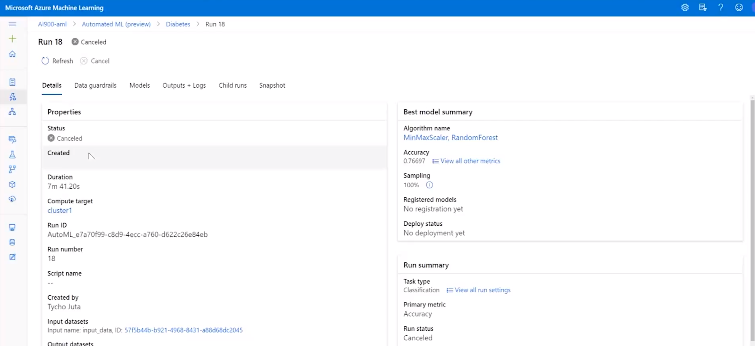 Microsoft Azure Machine Learning
AI900-aml > Automated ML (preview) > Diabetes > Run 18
Run 18 Canceled
Refresh Cancel
Details Data guardrails Models Outputs + Logs Child runs Snapshot
Properties
Status
Canceled
Created
Duration
7m 41.20s
Compute target
cluster1
Run ID
AutoML_e7a70f99-c8d9-4ecc-a760-d622c26e84eb
Run number
18
Script name
--
Created by
Tycho Juta
Input datasets
Input name: input_data, ID: 57f5b44b-b921-4968-8431-a88d68dc2045
Output datasets
Best model summary
Algorithm name
MinMaxScaler, RandomForest
Accuracy
0.76697 View all other metrics
Sampling
100%
Registered models
No registration yet
Deploy status
No deployment yet
Run summary
Task type
Classification View all run settings
Primary metric
Accuracy
Run status
Canceled